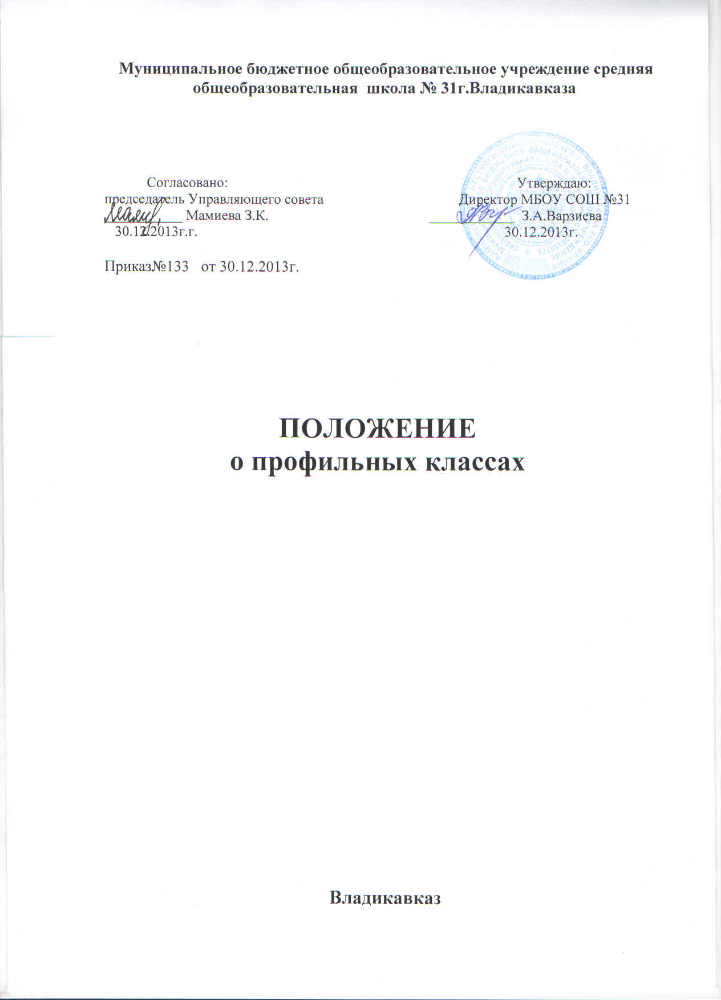 Муниципальное бюджетное общеобразовательное учреждение средняя
общеобразовательная школа № 31г.Владикавказа
Согласовано:
председатель Управляющего совета
Мамиева З.К.
30.12.2013г.г.
Приказ№133 от 30.12.2013г.
Утверждаю:
Директор МБОУ СОШ №31
З.А.Варзиева
30.12.2013г.
ПОЛОЖЕНИЕ
о профильных классах
Владикавказ